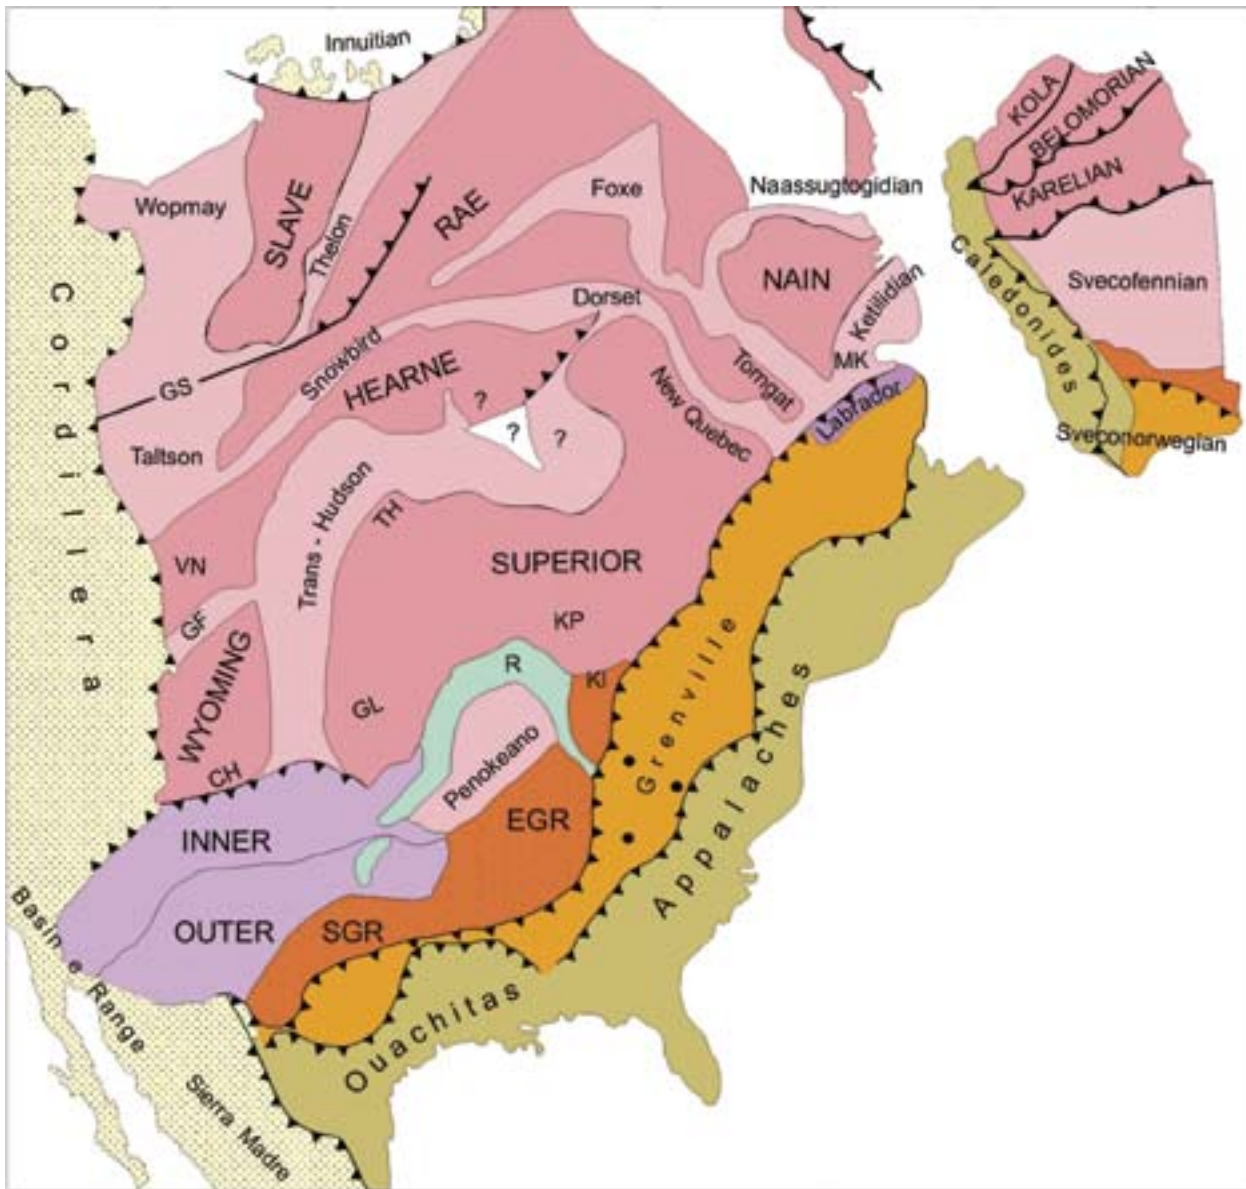 Innuitian
KOLA
BELOMORIAN
KARELIAN
Wopmay
SLAVE
Thelon
RAE
Foxe
Naassugtogidian
NAIN
Ketilidian
Caledonides
Svecofennian
Cordillera
Dorset
GS
Snowbird
HEARNE
MK
Torngat
New Quebec
Labrador
?
?
?
Taltson
Sveconorwegian
Trans - Hudson
TH
VN
SUPERIOR
GF
KP
WYOMING
R
KI
GL
Grenville
CH
Penokeano
Appalaches
INNER
EGR
OUTER
SGR
Basin e Range
Ouachitas
Sierra Madre